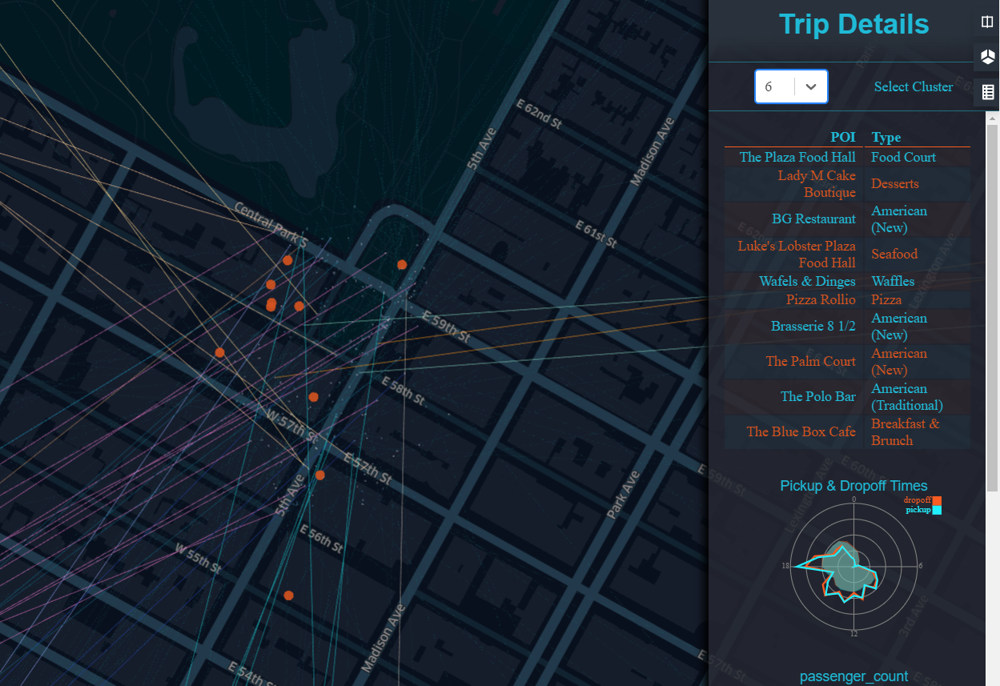 Trip Details
6
Select Cluster
POI Type
The Plaza Food Hall Food Court
Lady M Cake
Boutique
Desserts
BG Restaurant
American
(New)
Luke's Lobster Plaza
Food Hall
Seafood
Wafels & Dinges Waffles
Pizza Rollio Pizza
Brasserie 8 1/2
American
(New)
The Palm Court
American
(New)
The Polo Bar
American
(Traditional)
The Blue Box Cafe
Breakfast &
Brunch
Pickup & Dropoff Times
dropoff
pickup
0
6
12
18
passenger_count
E 62nd St
5th Ave
Madison Ave
Central Park S
E 61st St
E 59th St
E 58th St
W 57th St
E 57th St
5th Ave
Park Ave
E 56th St
W 55th St
Madison Ave
E 54th St
E 59th St
E 57th St
E 60th St
Lexington Ave
Lexington Ave
3rd Ave
Park